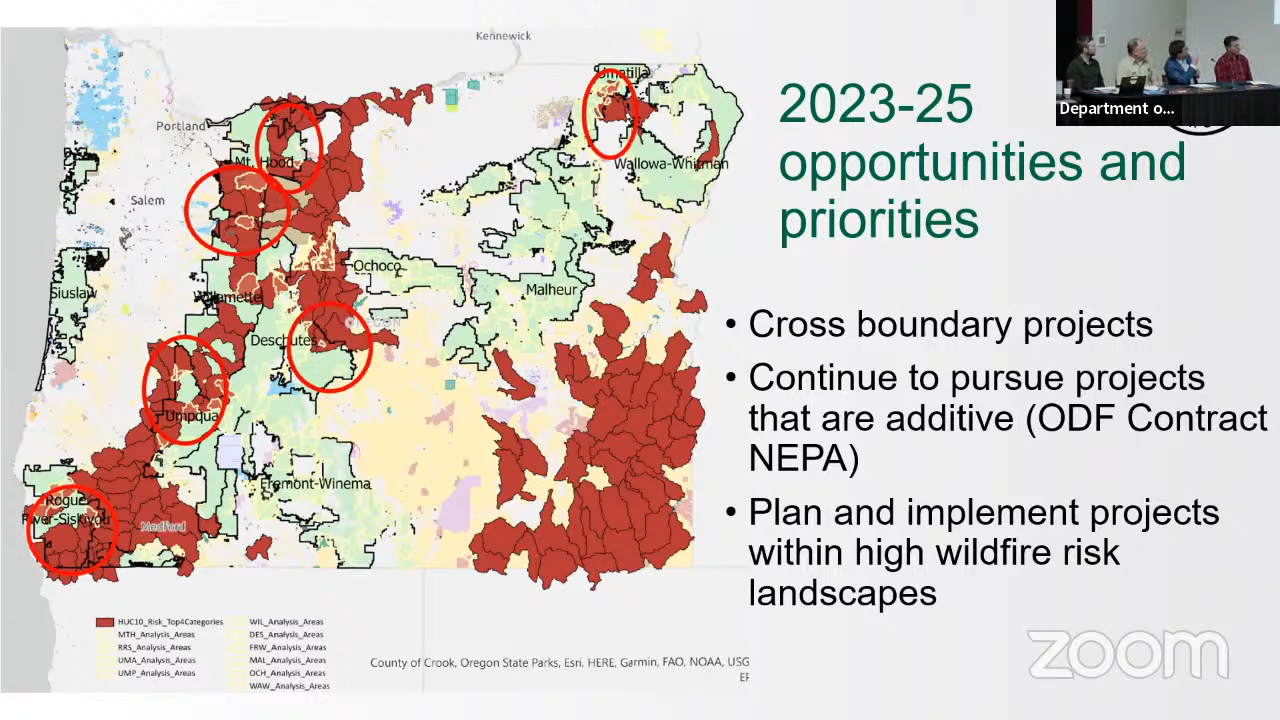 Kennewick
Umatilla
Portland
Mt. Hood
Wallowa-Whitman
Salem
Ochoco
Malheur
Siuslaw
Willamette
OREGON
Deschutes
Umpqua
Fremont-Winema
Rogue
River-Siskiyou
Medford
HUC10_Risk_Top4Categories
MTH_Analysis_Areas
RRS_Analysis_Areas
UMA_Analysis_Areas
UMP_Analysis_Areas
WIL_Analysis_Areas
DES_Analysis_Areas
FRW_Analysis_Areas
MAL_Analysis_Areas
OCH_Analysis_Areas
WAW_Analysis_Areas
County of Crook, Oregon State Parks, Esri, HERE, Garmin, FAO, NOAA, USG
Department o...
2023-25
opportunities and
priorities
• Cross boundary projects
• Continue to pursue projects
that are additive (ODF Contract
NEPA)
• Plan and implement projects
within high wildfire risk
landscapes
zoom